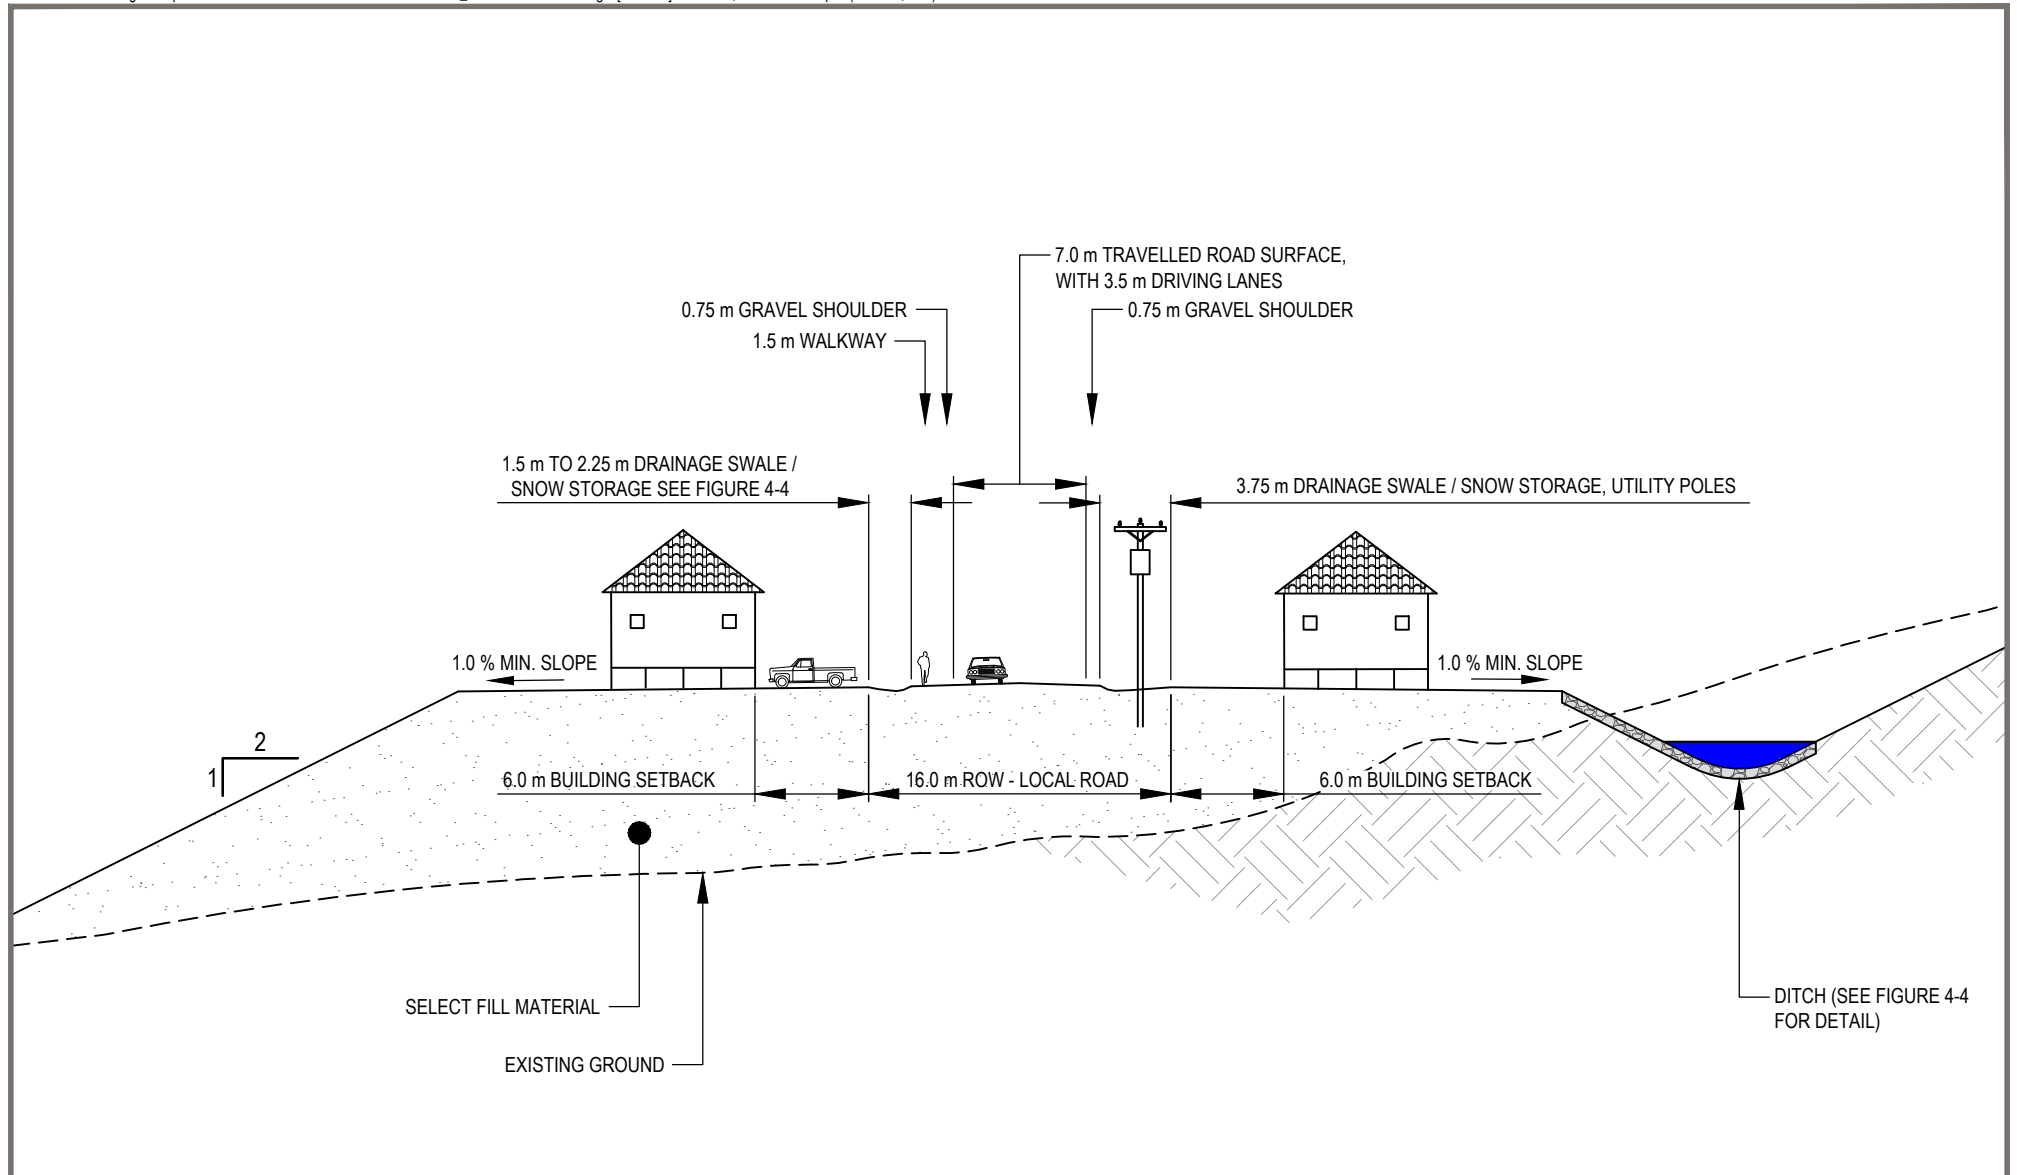 7.0 m TRAVELLED ROAD SURFACE,
WITH 3.5 m DRIVING LANES
0.75 m GRAVEL SHOULDER
0.75 m GRAVEL SHOULDER
1.5 m WALKWAY
1.5 m TO 2.25 m DRAINAGE SWALE /
SNOW STORAGE SEE FIGURE 4-4
3.75 m DRAINAGE SWALE / SNOW STORAGE, UTILITY POLES
1.0 % MIN. SLOPE
1.0 % MIN. SLOPE
2
1
6.0 m BUILDING SETBACK
16.0 m ROW - LOCAL ROAD
6.0 m BUILDING SETBACK
SELECT FILL MATERIAL
DITCH (SEE FIGURE 4-4
FOR DETAIL)
EXISTING GROUND